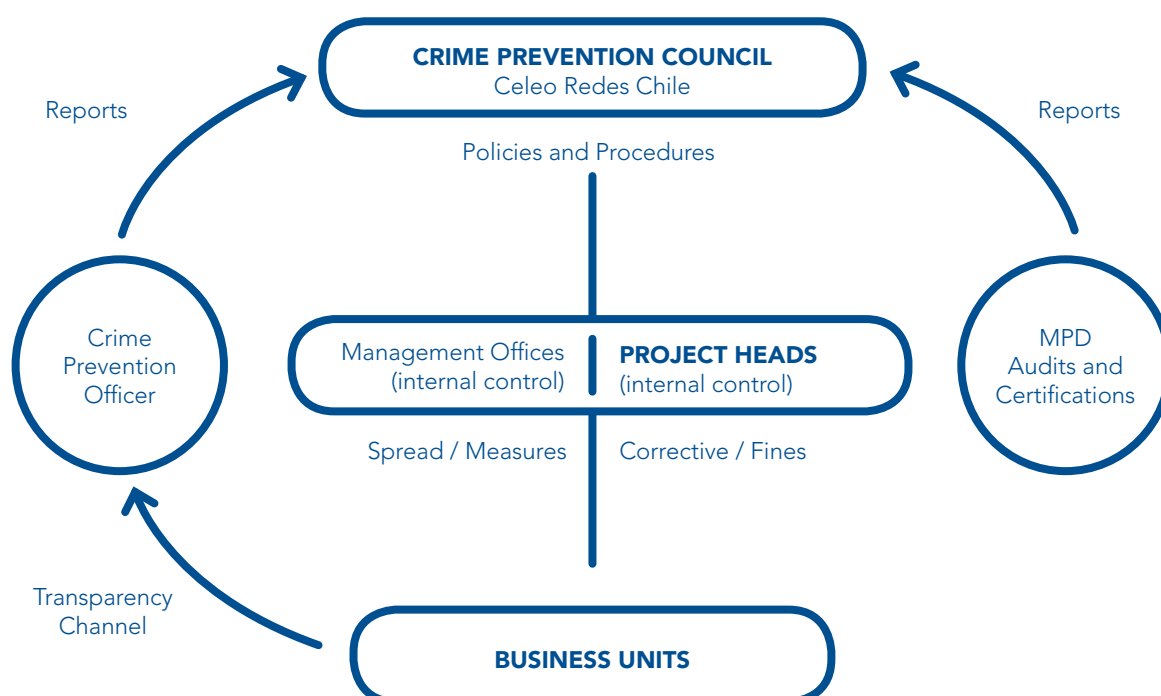 CRIME PREVENTION COUNCIL
Celeo Redes Chile
Reports
Reports
Policies and Procedures
Crime
Prevention
Officer
Management Offices
(internal control)
PROJECT HEADS
(internal control)
MPD
Audits and
Certifications
Spread / Measures
Corrective / Fines
Transparency
Channel
BUSINESS UNITS